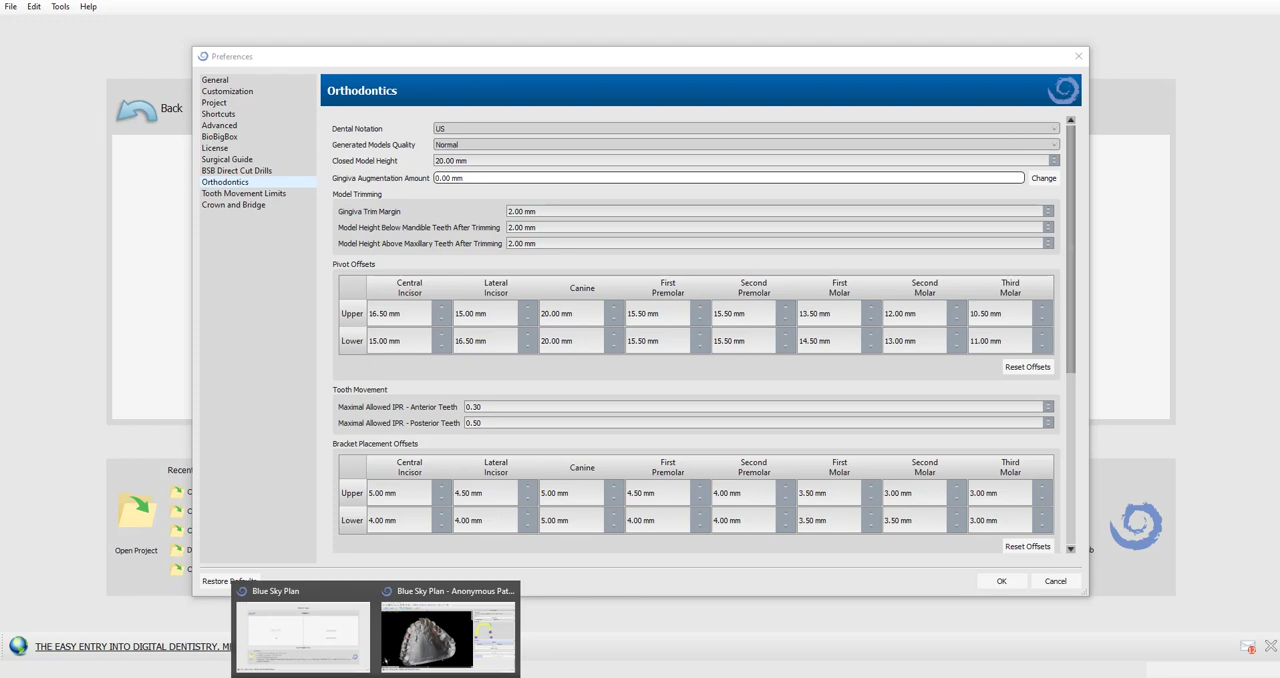 File Edit Tools Help
Preferences
Back
General
Customization
Project
Shortcuts
Advanced
BioBigBox
License
Surgical Guide
BSB Direct Cut Drills
Orthodontics
Tooth Movement Limits
Crown and Bridge
Orthodontics
Dental Notation US
Generated Models Quality Normal
Closed Model Height 20.00 mm
Gingiva Augmentation Amount 0.00 mm Change
Model Trimming
Gingiva Trim Margin 2.00 mm
Model Height Below Mandible Teeth After Trimming 2.00 mm
Model Height Above Maxillary Teeth After Trimming 2.00 mm
Pivot Offsets
Central Incisor Lateral Incisor Canine First Premolar Second Premolar First Molar Second Molar Third Molar
Upper 16.50 mm 15.00 mm 20.00 mm 15.50 mm 15.50 mm 13.50 mm 12.00 mm 10.50 mm
Lower 15.00 mm 16.50 mm 20.00 mm 15.50 mm 15.50 mm 14.50 mm 13.00 mm 11.00 mm
Reset Offsets
Tooth Movement
Maximal Allowed IPR - Anterior Teeth 0.30
Maximal Allowed IPR - Posterior Teeth 0.50
Bracket Placement Offsets
Central Incisor Lateral Incisor Canine First Premolar Second Premolar First Molar Second Molar Third Molar
Upper 5.00 mm 4.50 mm 5.00 mm 4.50 mm 4.00 mm 3.50 mm 3.00 mm 3.00 mm
Lower 4.00 mm 4.00 mm 5.00 mm 4.00 mm 4.00 mm 3.50 mm 3.50 mm 3.00 mm
Reset Offsets
Recent
Open Project
Restore OK Cancel
Blue Sky Plan
Blue Sky Plan - Anonymous Pat...
THE EASY ENTRY INTO DIGITAL DENTISTRY.